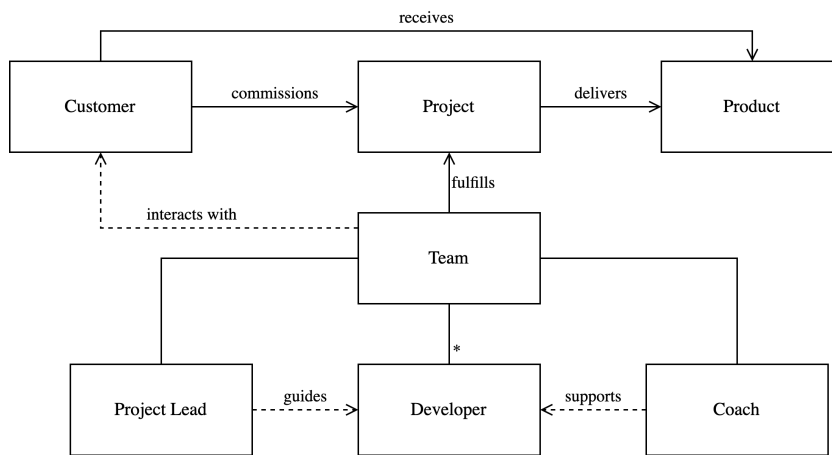 receives
Customer
commissions
Project
delivers
Product
fulfills
interacts with
Team
*
Project Lead
guides
Developer
supports
Coach